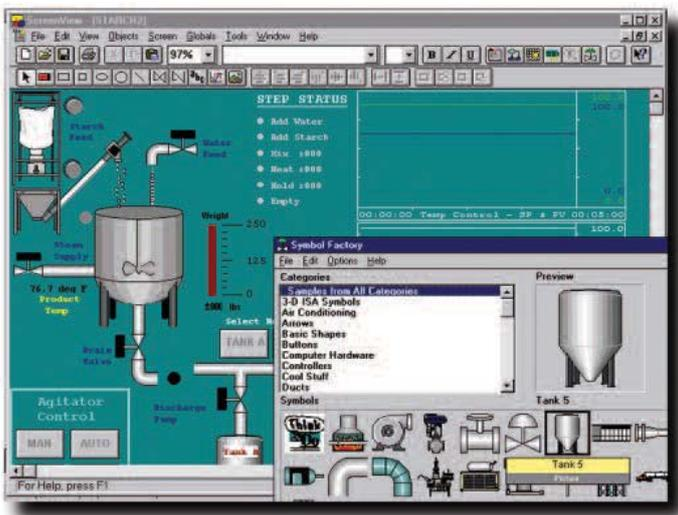 ScreenView - [STARCH2]
File Edit View Objects Screen Globals Tools Window Help
97%
B I U
abc
STEP STATUS
Add Water
Add Starch
Mix :000
Heat :000
Hold :000
Empty
Starch
Feed
Water
Feed
100.0
0.0
00:00:00 Temp Control - SP & PV 00:05:00
100.0
Weight
250
125
0
±000 lbs
Steam
Supply
76.7 deg F
Product
Temp
Drain
Valve
Discharge
Pump
TANK A
Tank
Agitator
Control
MAN AUTO
For Help, press F1
Symbol Factory
File Edit Options Help
Categories
Samples from All Categories
3-D ISA Symbols
Air Conditioning
Arrows
Basic Shapes
Buttons
Computer Hardware
Controllers
Cool Stuff
Ducts
Preview
Symbols
Tank 5
Think
Tank 5